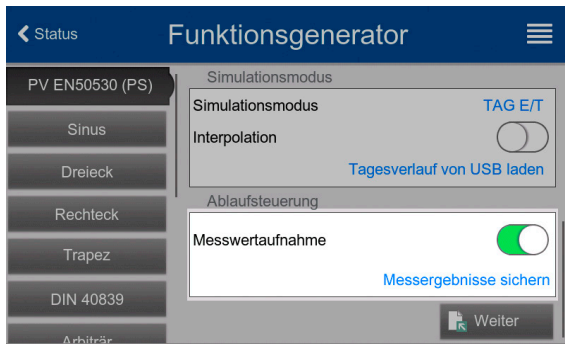 Status
Funktionsgenerator
PV EN50530 (PS)
Sinus
Dreieck
Rechteck
Trapez
DIN 40839
Arbiträr
Simulationsmodus
Simulationsmodus TAG E/T
Interpolation
Tagesverlauf von USB laden
Ablaufsteuerung
Messwertaufnahme
Messergebnisse sichern
Weiter